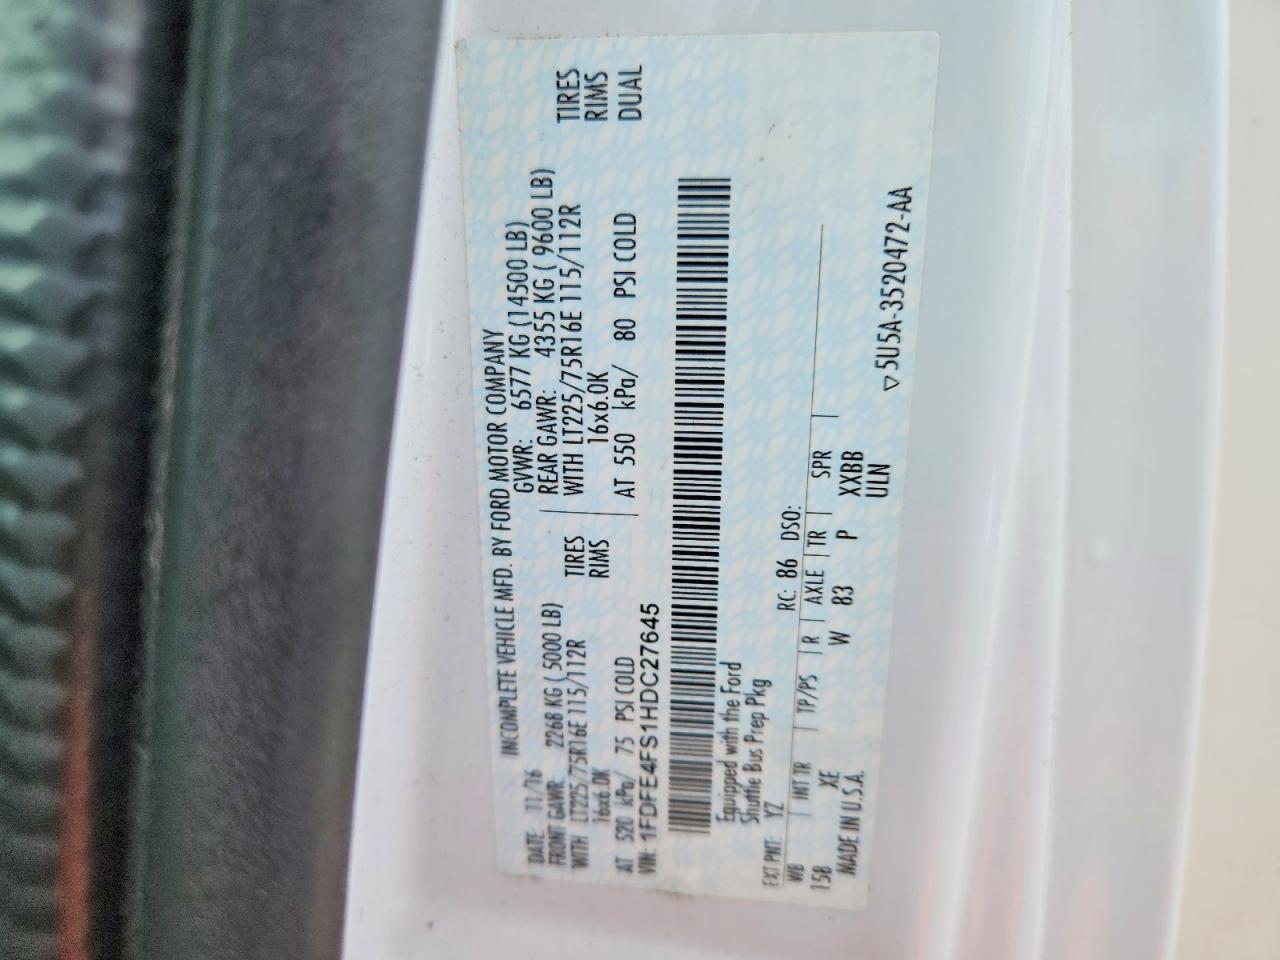 INCOMPLETE VEHICLE MFD. BY FORD MOTOR COMPANY
DATE: 11/16 GVWR: 6577 KG (14500 LB)
FRONT GAWR: 2268 KG (5000 LB) REAR GAWR: 4355 KG ( 9600 LB)
WITH LT225/75R16E 115/112R TIRES WITH LT225/75R16E 115/112R TIRES
16x6.0K RIMS 16x6.0K RIMS
AT 520 kPa/ 75 PSI COLD AT 550 kPa/ 80 PSI COLD DUAL
VIN: 1FDFE4FS1HDC27645
Equipped with the Ford
Shuttle Bus Prep Pkg
EXT PNT: YZ RC: 86 DSO:
WB | INT TR | TP/PS | R | AXLE | TR | SPR |
158 XE W 83 P XXBB
MADE IN U.S.A. ULN
▽5U5A-3520472-AA